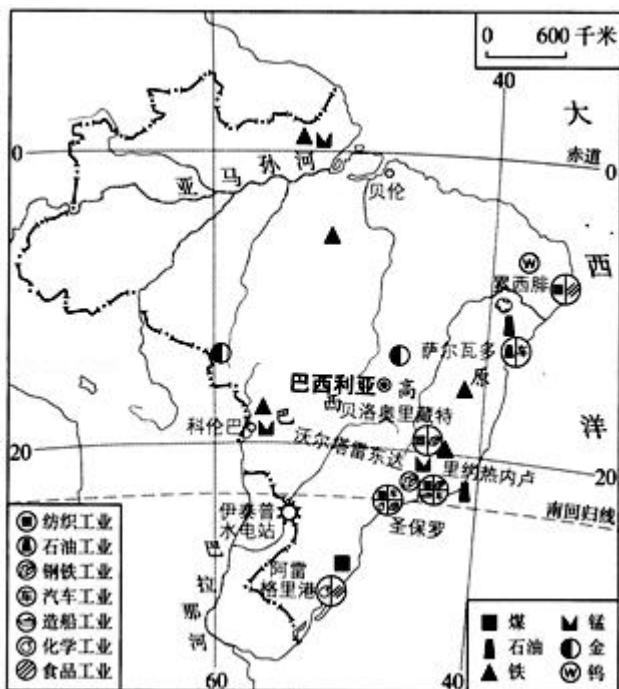 0 600 千米
40
大
赤道
0
0
亚 马 孙 河
贝伦
西
累西腓
萨尔瓦多
巴西利亚
高
原
西
巴
贝洛奥里藏特
科伦巴
洋
沃尔塔雷东达
20
里约热内卢
20
伊泰普
水电站
南回归线
圣保罗
巴
拉
那
河
阿雷
格里港
纺织工业
石油工业
钢铁工业
汽车工业
造船工业
化学工业
食品工业
煤
锰
石油
金
铁
W 钨
60
40